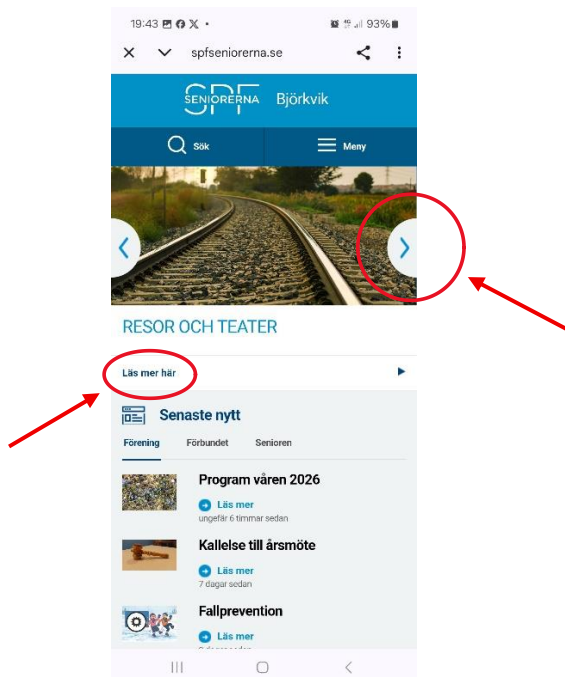 19:43
93%
spfseniorerna.se
SPF
SENIORERNA
Björkvik
Sök
Meny
RESOR OCH TEATER
Läs mer här
Senaste nytt
Förening Förbundet Senioren
Program våren 2026
Läs mer
ungefär 6 timmar sedan
Kallelse till årsmöte
Läs mer
7 dagar sedan
Fallprevention
Läs mer